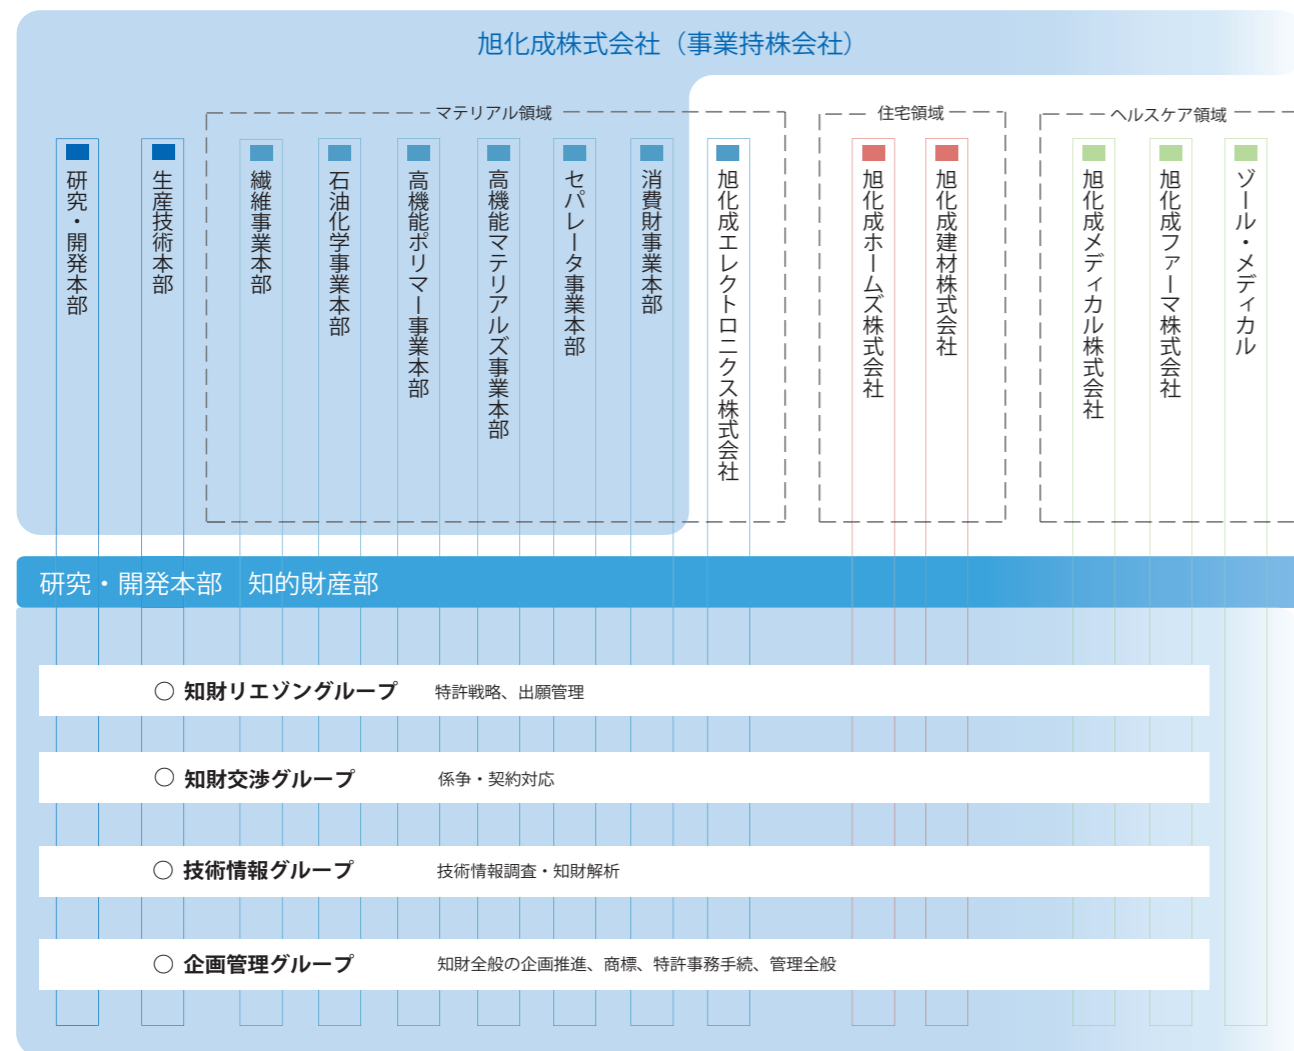 旭化成株式会社（事業持株会社）
マテリアル領域
住宅領域
ヘルスケア領域
研究・開発本部
生産技術本部
繊維事業本部
石油化学事業本部
高機能ポリマー事業本部
高機能マテリアルズ事業本部
セパレータ事業本部
消費財事業本部
旭化成エレクトロニクス株式会社
旭化成ホームズ株式会社
旭化成建材株式会社
旭化成メディカル株式会社
旭化成ファーマ株式会社
ゾール・メディカル
研究・開発本部　知的財産部
○ 知財リエゾングループ　特許戦略、出願管理
○ 知財交渉グループ　係争・契約対応
○ 技術情報グループ　技術情報調査・知財解析
○ 企画管理グループ　知財全般の企画推進、商標、特許事務手続、管理全般